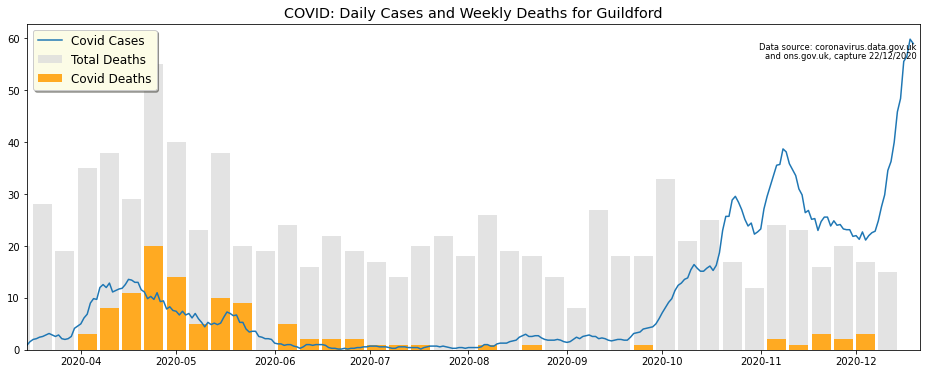 COVID: Daily Cases and Weekly Deaths for Guildford
Covid Cases
Total Deaths
Covid Deaths
Data source: coronavirus.data.gov.uk
and ons.gov.uk, capture 22/12/2020
60
50
40
30
20
10
0
2020-04
2020-05
2020-06
2020-07
2020-08
2020-09
2020-10
2020-11
2020-12